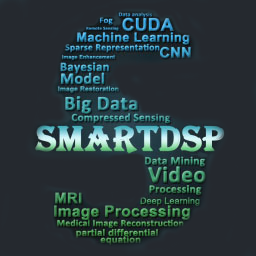 Data analysis
Fog
CUDA
Remote Sensing
Machine Learning
Sparse Representation
CNN
Image Enhancement
Bayesian
Model
Image Restoration
Big Data
Compressed Sensing
SMARTDSP
Data Mining
Video
Processing
MRI
Deep Learning
Image Processing
Medical Image Reconstruction
partial differential
equation